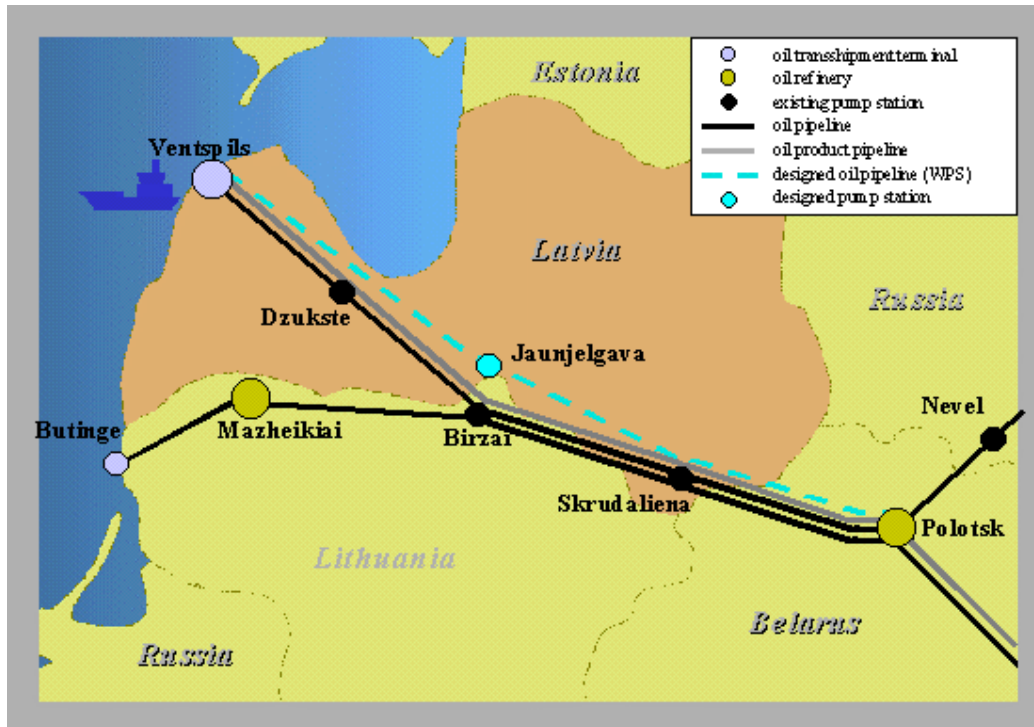 oil transhipment terminal
oil refinery
existing pump station
oil pipeline
oil product pipeline
designed oil pipeline (WPS)
designed pump station
Estonia
Ventspils
Latvia
Russia
Dzukste
Jaunjelgava
Nevel
Butinge
Mazheikiai
Birzai
Skrudaliena
Polotsk
Lithuania
Belarus
Russia